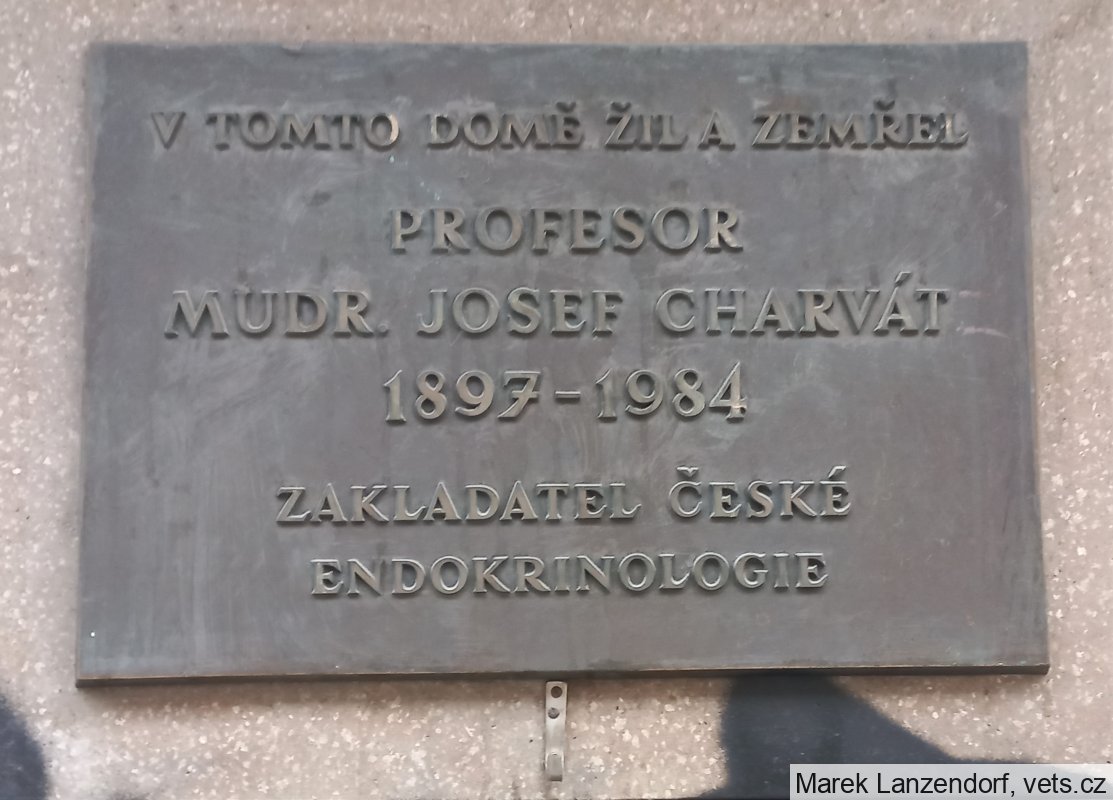 V TOMTO DOMĚ ŽIL A ZEMŘEL
PROFESOR
MUDR. JOSEF CHARVÁT
1897-1984
ZAKLADATEL ČESKÉ
ENDOKRINOLOGIE
Marek Lanzendorf, vets.cz